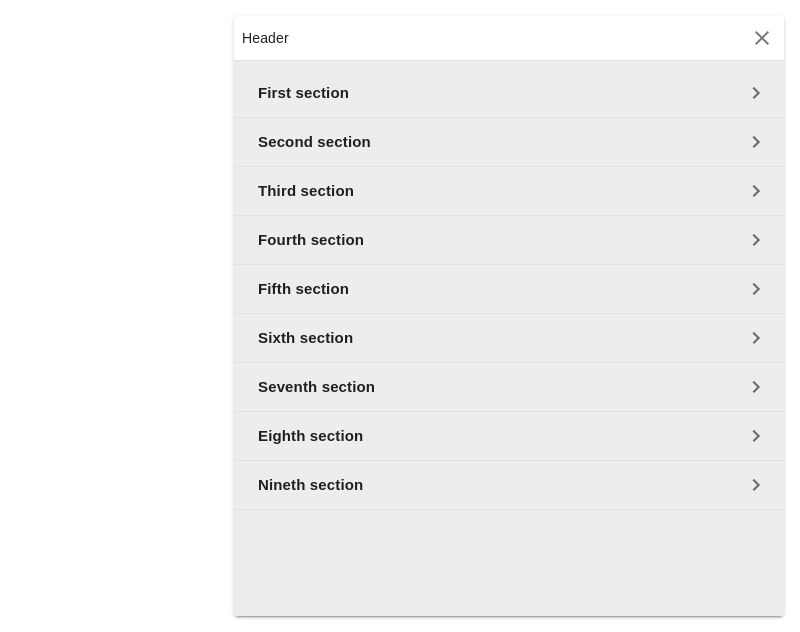 Header
First section
Second section
Third section
Fourth section
Fifth section
Sixth section
Seventh section
Eighth section
Nineth section